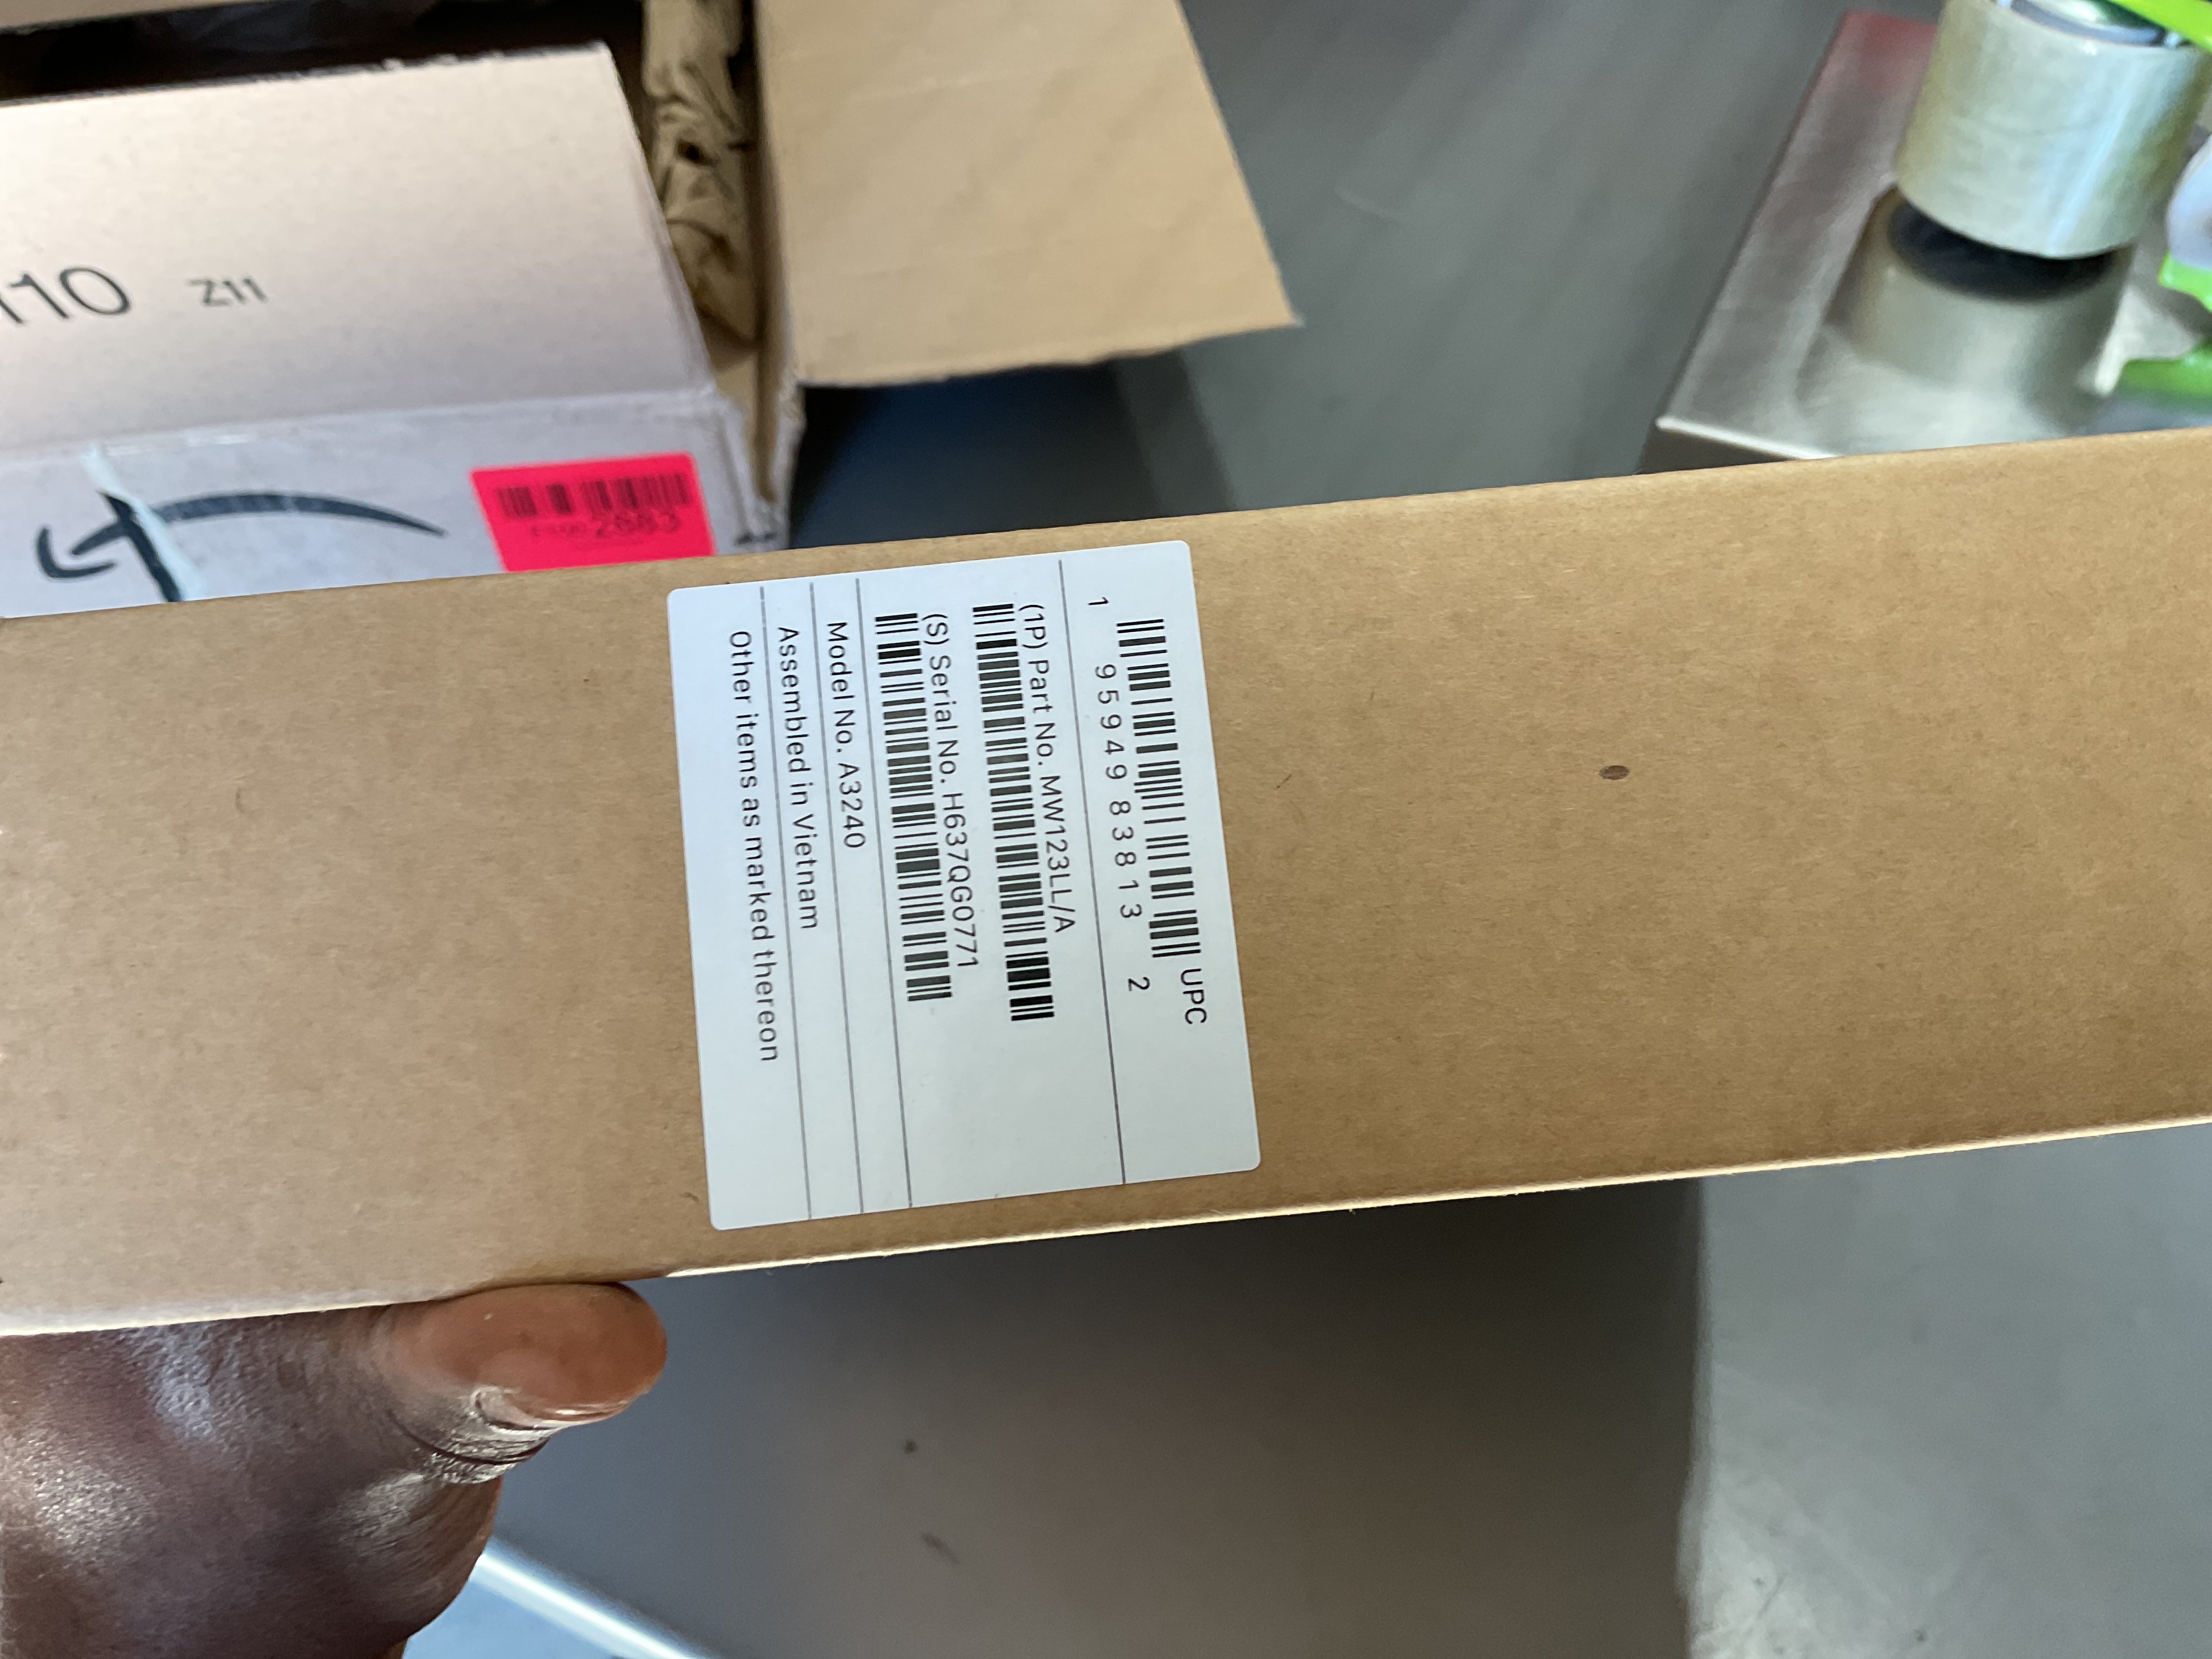 110 Z11
2683
UPC
1 95949 83813 2
(1P) Part No. MW123LL/A
(S) Serial No. H637QG0771
Model No. A3240
Assembled in Vietnam
Other items as marked thereon